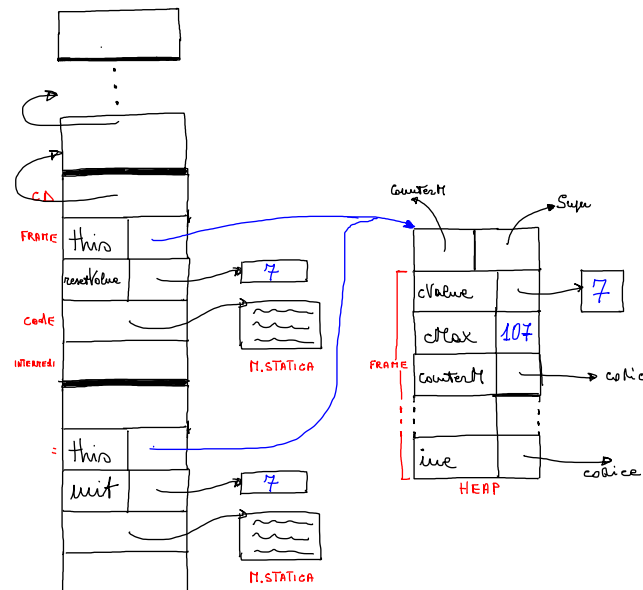 CD
FRAME
this
resetValue
7
CODE
INTERMEDI
M.STATICA
=
this
init
7
M.STATICA
CounterM
Super
cValue
7
cMax
107
FRAME
counterM
codice
inc
codice
HEAP